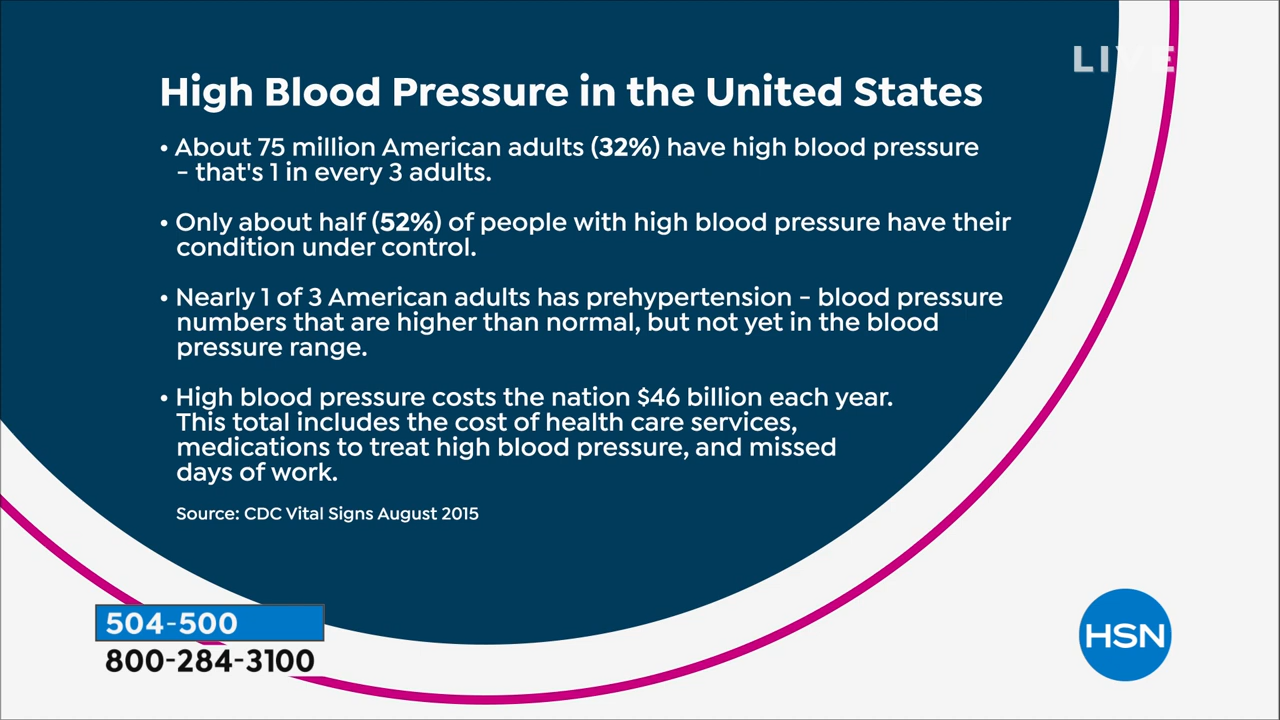 LIVE
High Blood Pressure in the United States
• About 75 million American adults (32%) have high blood pressure
- that's 1 in every 3 adults.
• Only about half (52%) of people with high blood pressure have their
condition under control.
• Nearly 1 of 3 American adults has prehypertension - blood pressure
numbers that are higher than normal, but not yet in the blood
pressure range.
• High blood pressure costs the nation $46 billion each year.
This total includes the cost of health care services,
medications to treat high blood pressure, and missed
days of work.
Source: CDC Vital Signs August 2015
504-500
800-284-3100
HSN